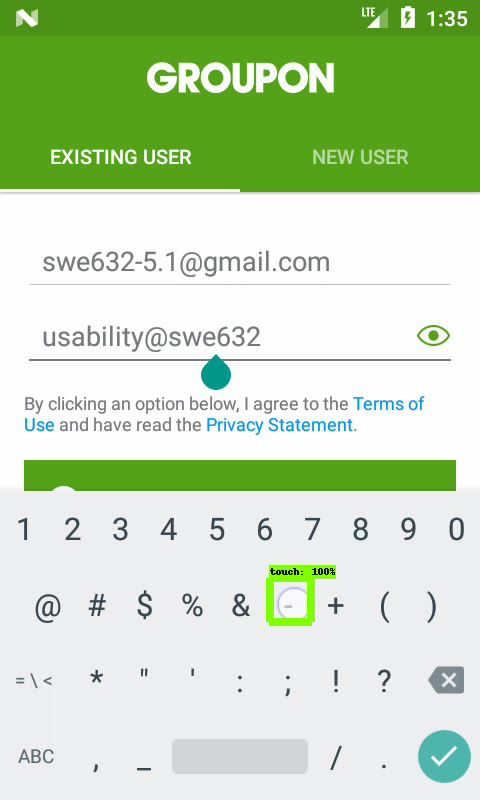 LTE 1:35
GROUPON
EXISTING USER NEW USER
swe632-5.1@gmail.com
usability@swe632
By clicking an option below, I agree to the Terms of
Use and have read the Privacy Statement.
1 2 3 4 5 6 7 8 9 0
touch: 100%
@ # $ % & - + ( )
= \ < * " ' : ; ! ?
ABC , _ / .